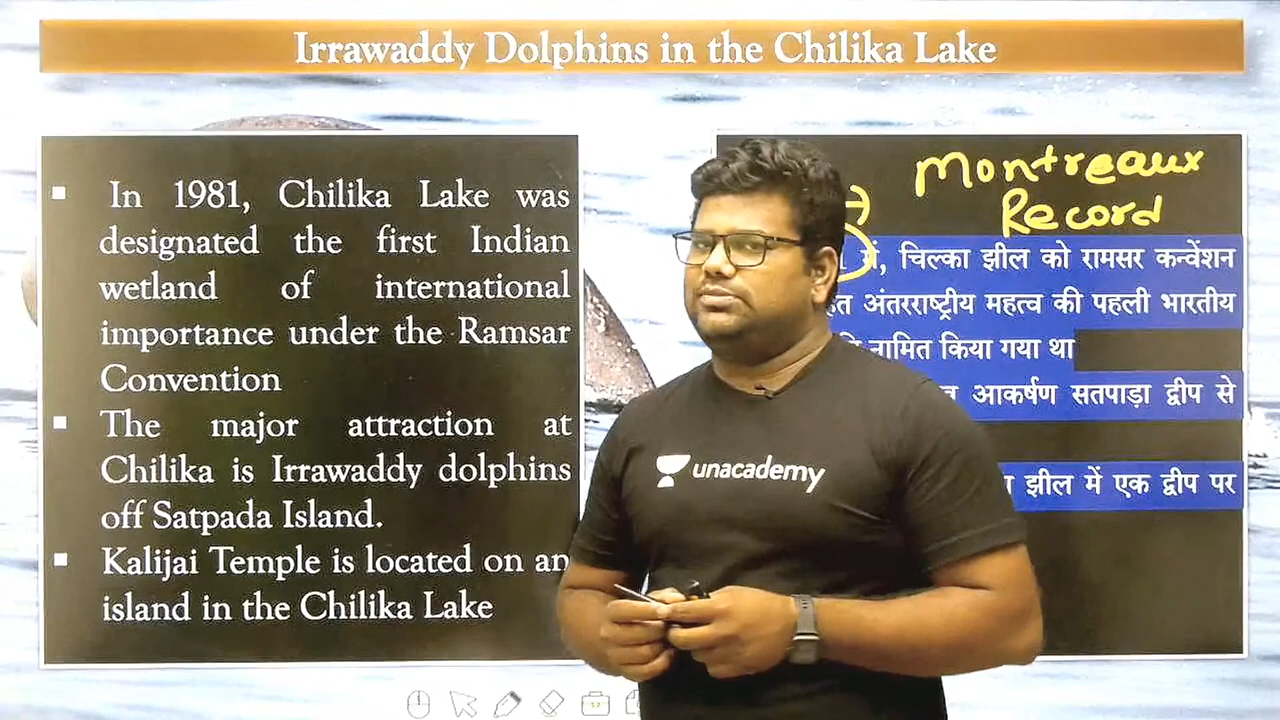 Irrawaddy Dolphins in the Chilika Lake
▪ In 1981, Chilika Lake was
designated the first Indian
wetland of international
importance under the Ramsar
Convention
▪ The major attraction at
Chilika is Irrawaddy dolphins
off Satpada Island.
▪ Kalijai Temple is located on an
island in the Chilika Lake
Montreaux
Record
में, चिल्का झील को रामसर कन्वेंशन
अंतरराष्ट्रीय महत्व की पहली भारतीय
नामित किया गया था
आकर्षण सतपाड़ा द्वीप से
झील में एक द्वीप पर
unacademy